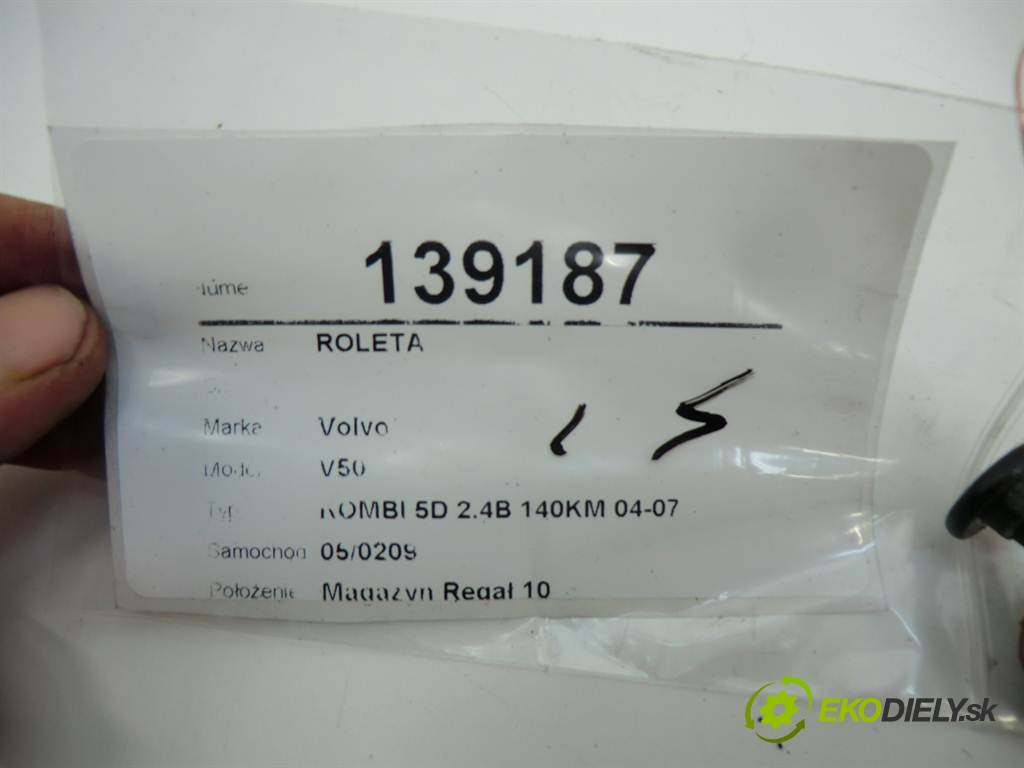 139187
Nazwa ROLETA
Marka Volvo
V50
KOMBI 5D 2.4B 140KM 04-07
Samochod 05/0209
Położenie Magazyn Regał 10
EKODIELY.sk